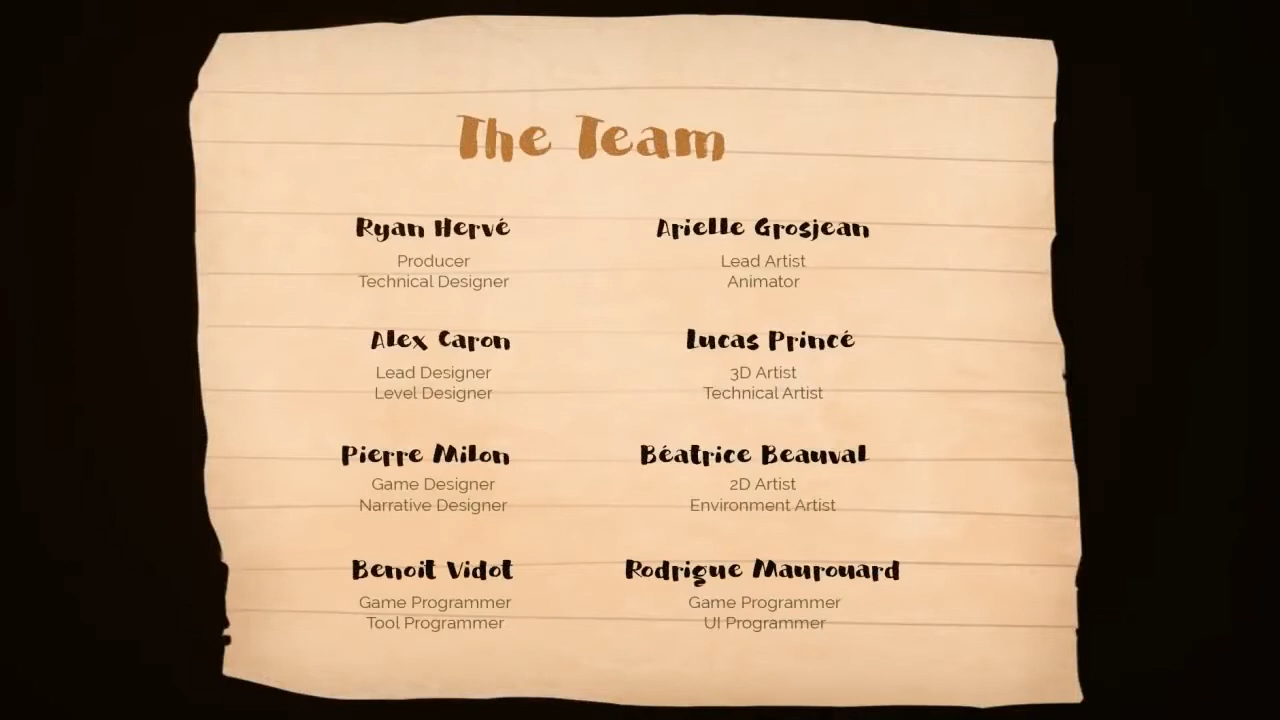 The Team
Ryan Hervé
Producer
Technical Designer
Arielle Grosjean
Lead Artist
Animator
Alex Caron
Lead Designer
Level Designer
Lucas Princé
3D Artist
Technical Artist
Pierre Milon
Game Designer
Narrative Designer
Béatrice Beauval
2D Artist
Environment Artist
Benoit Vidot
Game Programmer
Tool Programmer
Rodrigue Maurouard
Game Programmer
UI Programmer